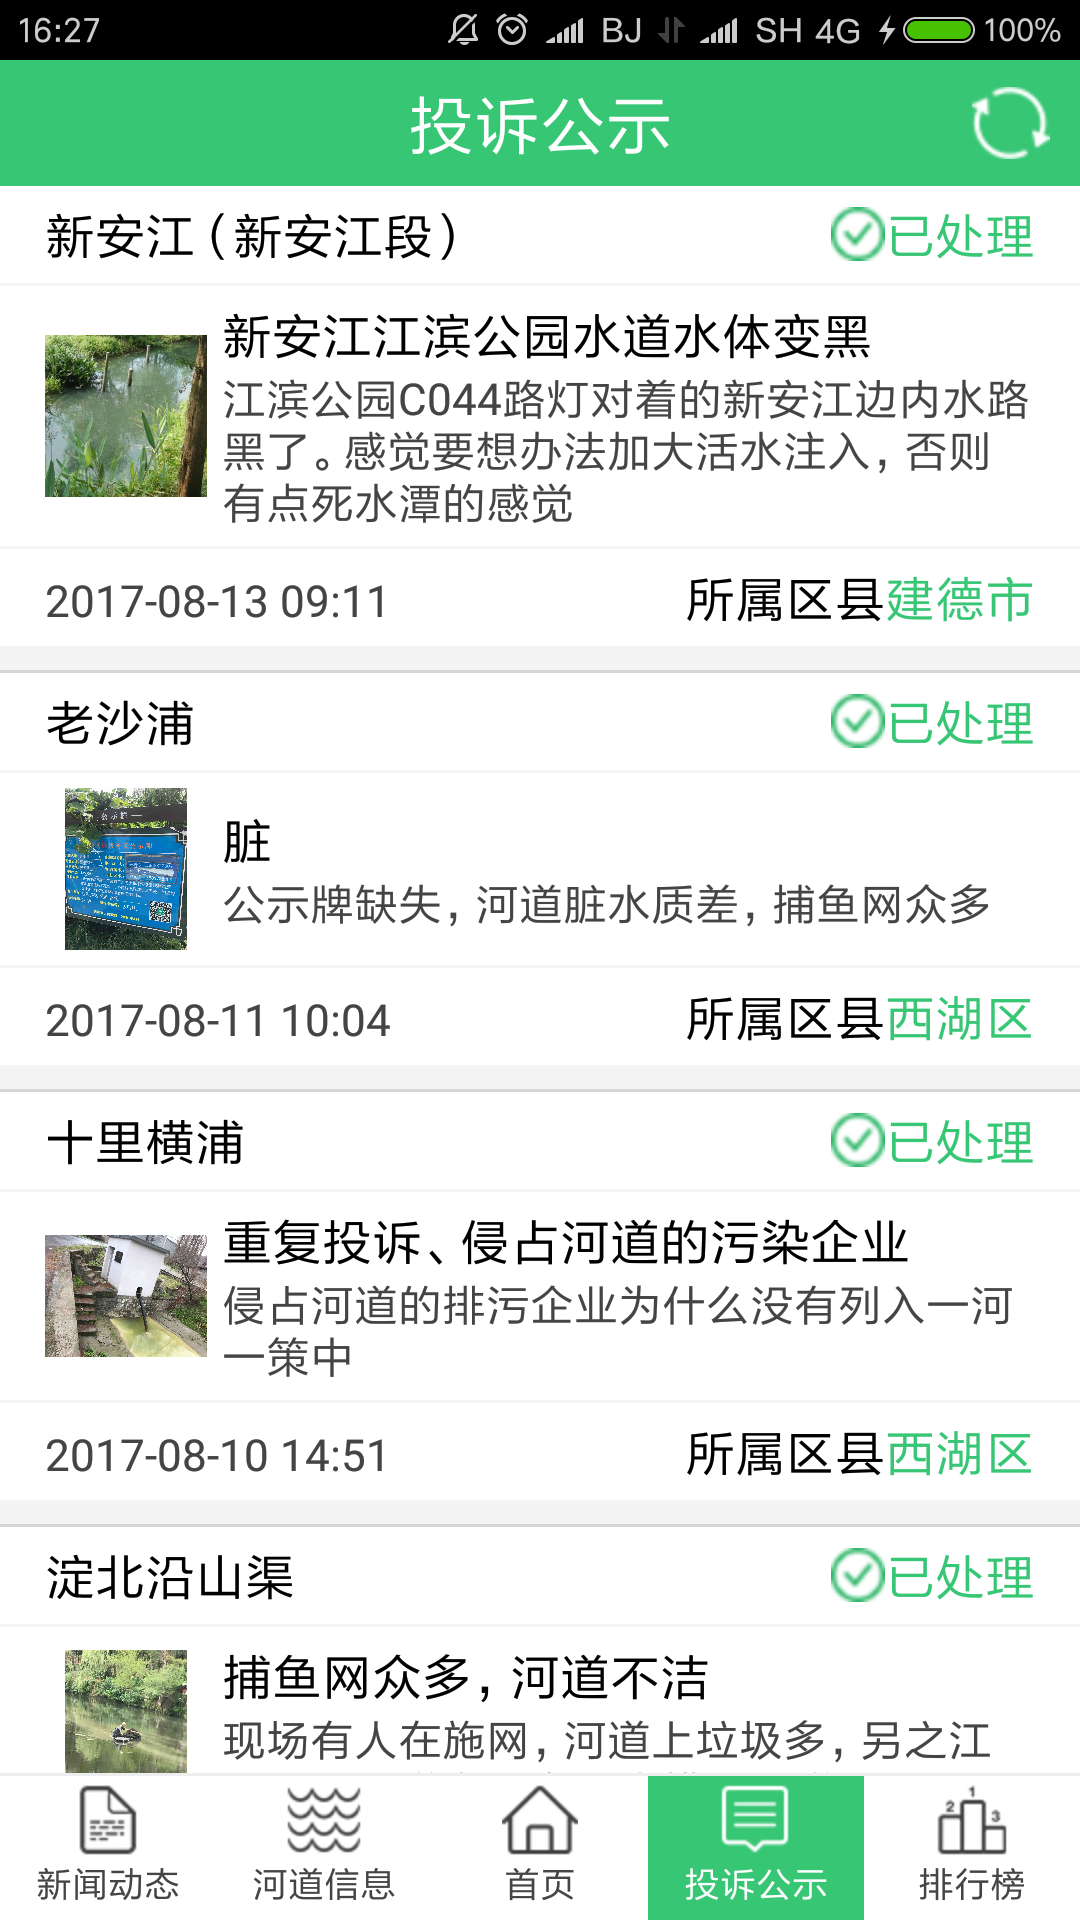 16:27 BJ SH 4G 100%
投诉公示
新安江（新安江段） 已处理
新安江江滨公园水道水体变黑
江滨公园C044路灯对着的新安江边内水路
黑了。感觉要想办法加大活水注入，否则
有点死水潭的感觉
2017-08-13 09:11 所属区县建德市
老沙浦 已处理
脏
公示牌缺失，河道脏水质差，捕鱼网众多
2017-08-11 10:04 所属区县西湖区
十里横浦 已处理
重复投诉、侵占河道的污染企业
侵占河道的排污企业为什么没有列入一河
一策中
2017-08-10 14:51 所属区县西湖区
淀北沿山渠 已处理
捕鱼网众多，河道不洁
现场有人在施网，河道上垃圾多，另之江
新闻动态 河道信息 首页 投诉公示 排行榜